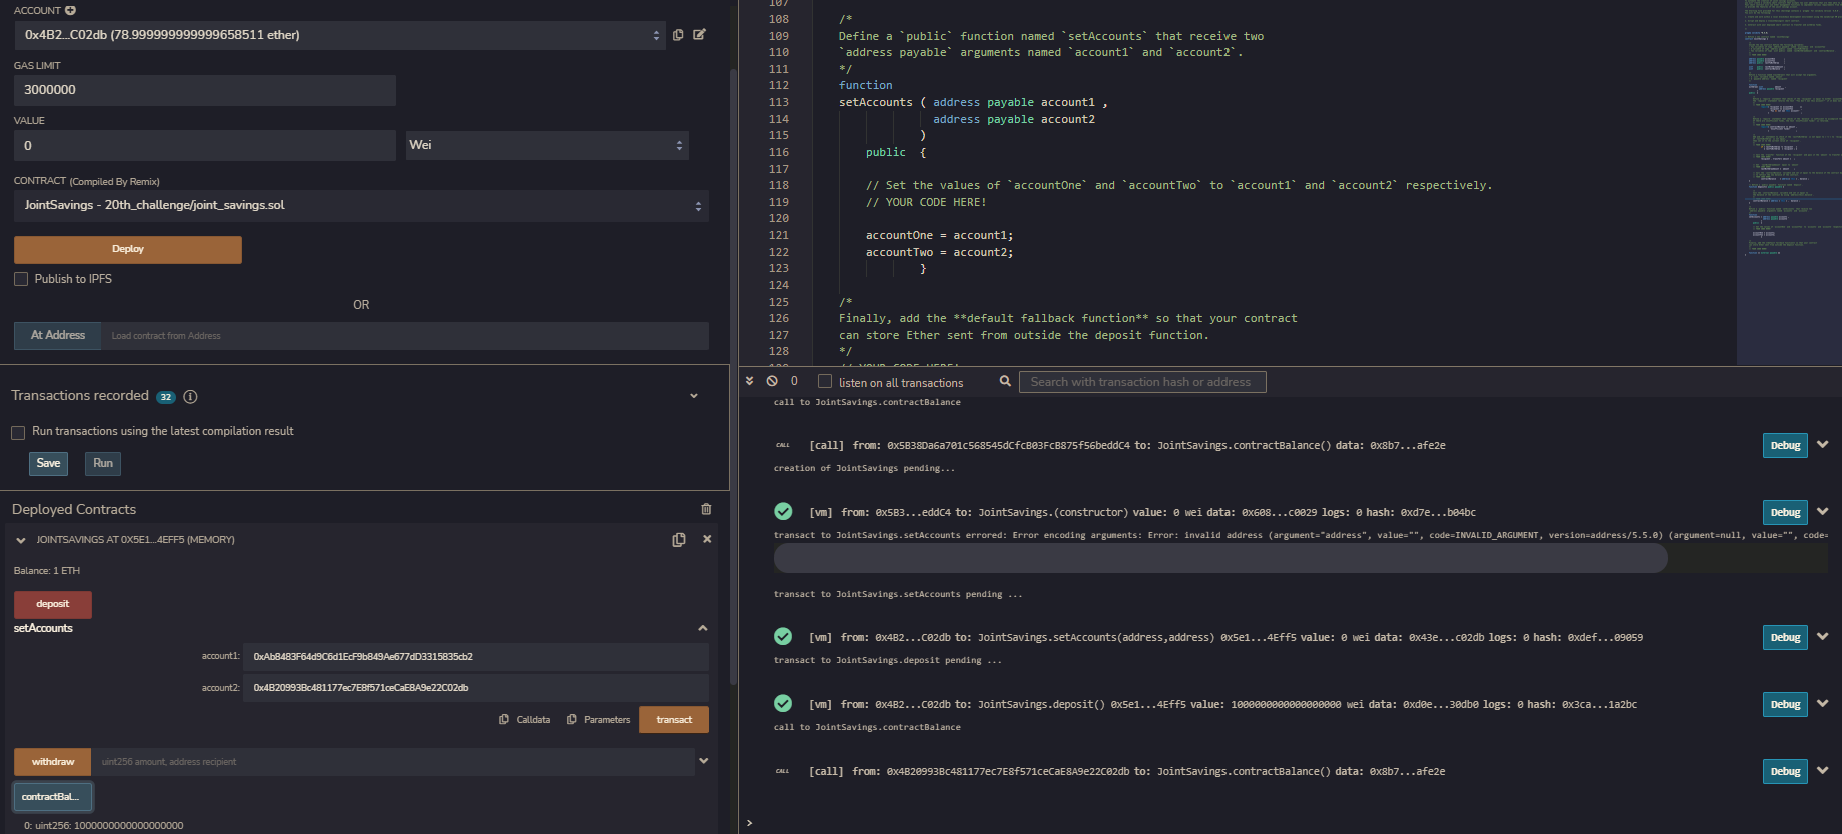 ACCOUNT
0x4B2...C02db (78.999999999999658511 ether)
GAS LIMIT
3000000
VALUE
0
Wei
CONTRACT (Compiled By Remix)
JointSavings - 20th_challenge/joint_savings.sol
Deploy
Publish to IPFS
OR
At Address
Load contract from Address
Transactions recorded 32
Run transactions using the latest compilation result
Save
Run
Deployed Contracts
JOINTSAVINGS AT 0X5E1...4EFF5 (MEMORY)
Balance: 1 ETH
deposit
setAccounts
account1: 0xAb8483F64d9C6d1EcF9b849Ae677dD3315835cb2
account2: 0x4B20993Bc481177ec7E8f571ceCaE8A9e22C02db
Calldata
Parameters
transact
withdraw
uint256 amount, address recipient
contractBal...
0: uint256: 1000000000000000000
107
108 /*
109 Define a `public` function named `setAccounts` that receive two
110 `address payable` arguments named `account1` and `account2`.
111 */
112 function
113 setAccounts ( address payable account1 ,
114 address payable account2
115 )
116 public {
117
118 // Set the values of `accountOne` and `accountTwo` to `account1` and `account2` respectively.
119 // YOUR CODE HERE!
120
121 accountOne = account1;
122 accountTwo = account2;
123 }
124
125 /*
126 Finally, add the **default fallback function** so that your contract
127 can store Ether sent from outside the deposit function.
128 */
129 // YOUR CODE HERE!
0
listen on all transactions
Search with transaction hash or address
call to JointSavings.contractBalance
CALL [call] from: 0x5B38Da6a701c568545dCfcB03FcB875f56beddC4 to: JointSavings.contractBalance() data: 0x8b7...afe2e
Debug
creation of JointSavings pending...
[vm] from: 0x5B3...eddC4 to: JointSavings.(constructor) value: 0 wei data: 0x608...c0029 logs: 0 hash: 0xd7e...b04bc
Debug
transact to JointSavings.setAccounts errored: Error encoding arguments: Error: invalid address (argument="address", value="", code=INVALID_ARGUMENT, version=address/5.5.0) (argument=null, value="", code=
transact to JointSavings.setAccounts pending ...
[vm] from: 0x4B2...C02db to: JointSavings.setAccounts(address,address) 0x5e1...4Eff5 value: 0 wei data: 0x43e...c02db logs: 0 hash: 0xdef...09059
Debug
transact to JointSavings.deposit pending ...
[vm] from: 0x4B2...C02db to: JointSavings.deposit() 0x5e1...4Eff5 value: 1000000000000000000 wei data: 0xd0e...30db0 logs: 0 hash: 0x3ca...1a2bc
Debug
call to JointSavings.contractBalance
CALL [call] from: 0x4B20993Bc481177ec7E8f571ceCaE8A9e22C02db to: JointSavings.contractBalance() data: 0x8b7...afe2e
Debug
>